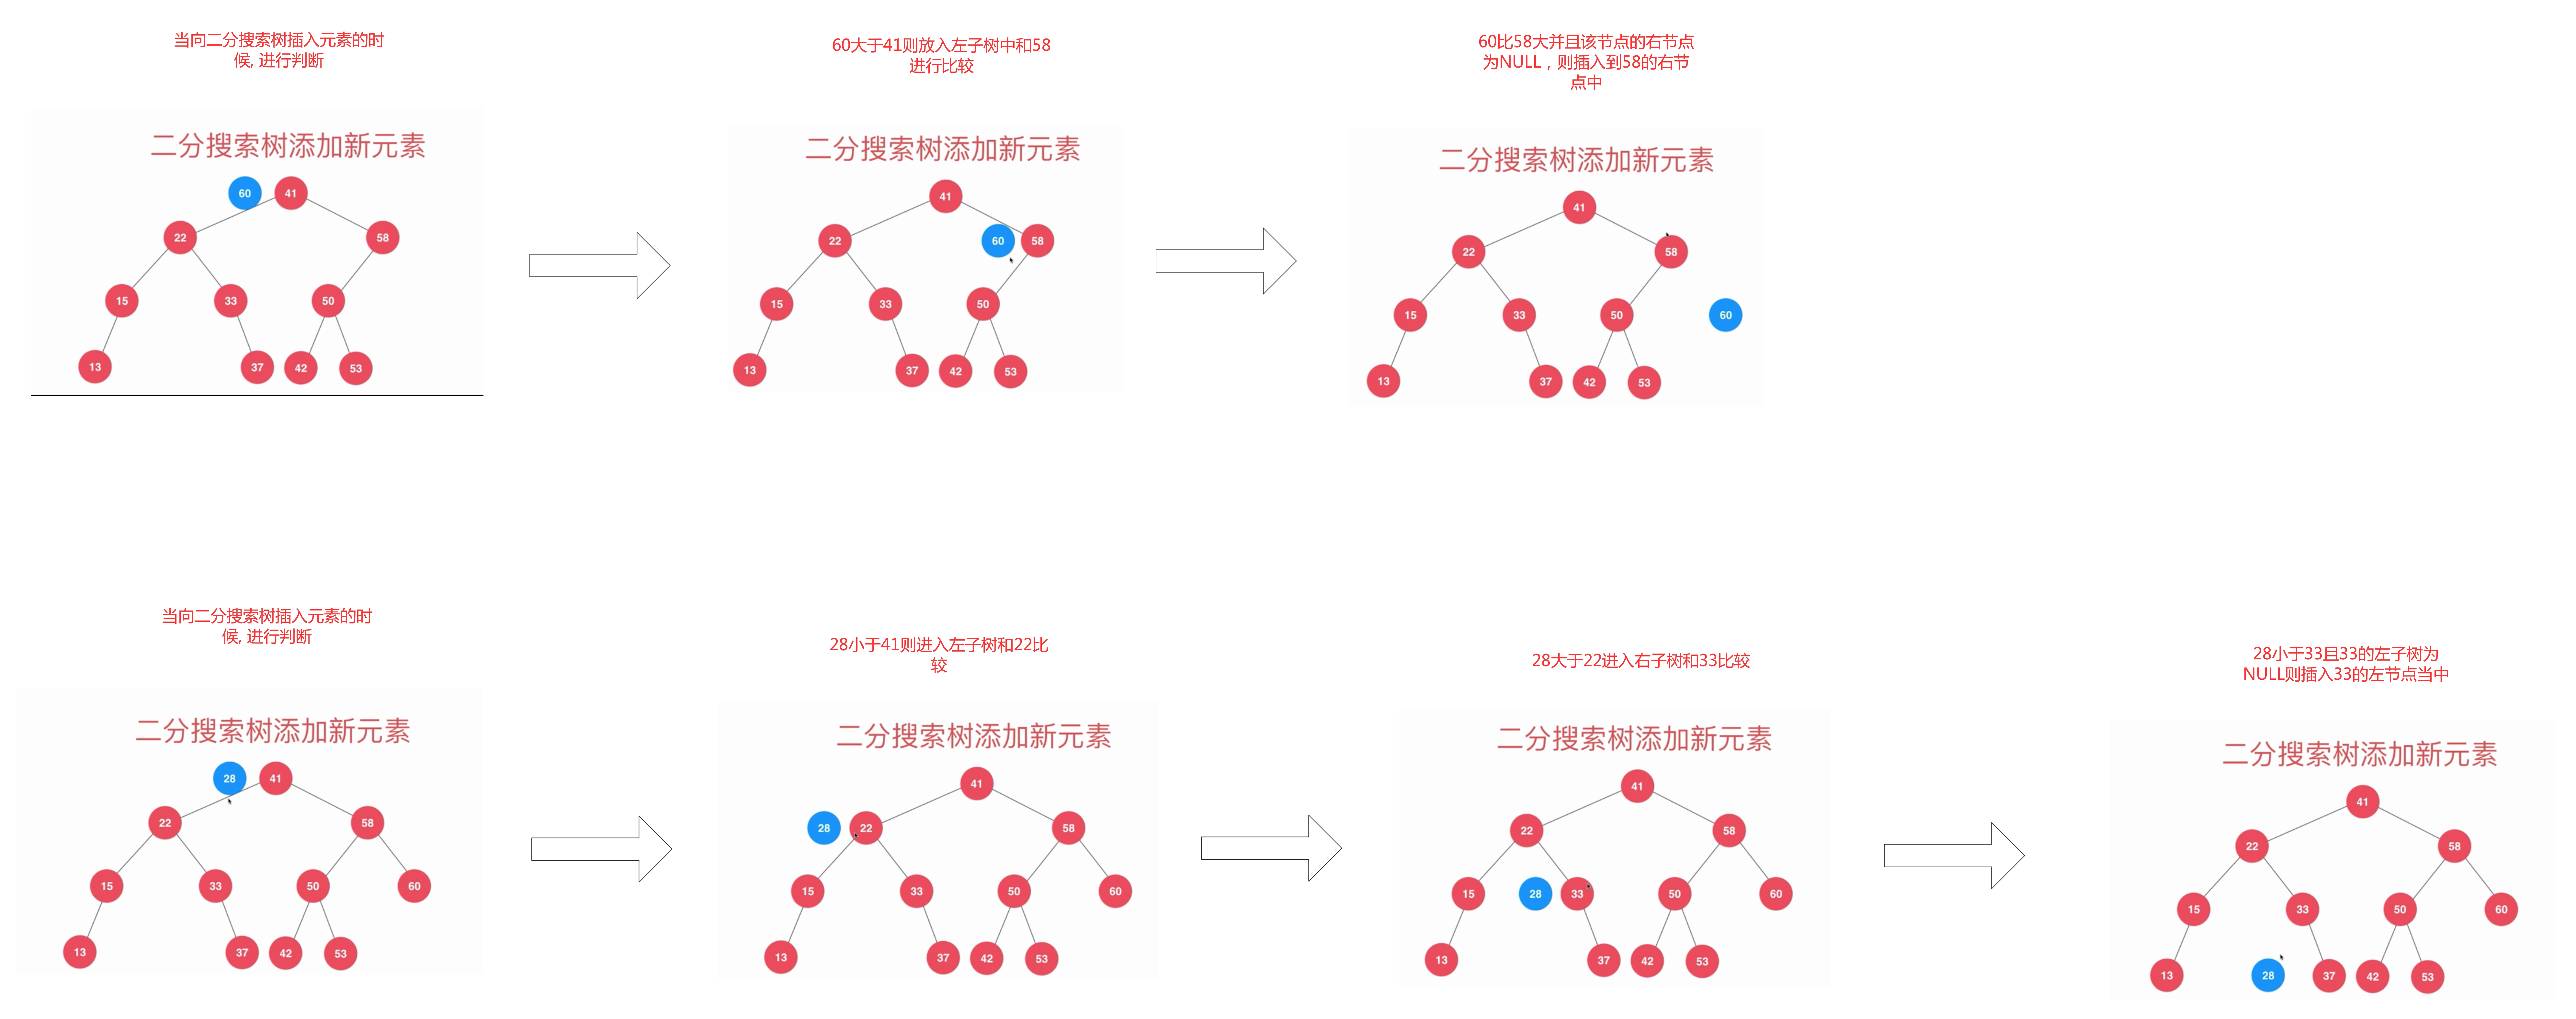 当向二分搜索树插入元素的时
候, 进行判断
60大于41则放入左子树中和58
进行比较
60比58大并且该节点的右节点
为NULL，则插入到58的右节
点中
二分搜索树添加新元素
60 41
22 58
15 33 50
13 37 42 53
二分搜索树添加新元素
41
22 60 58
15 33 50
13 37 42 53
二分搜索树添加新元素
41
22 58
15 33 50 60
13 37 42 53
当向二分搜索树插入元素的时
候, 进行判断
28小于41则进入左子树和22比
较
28大于22进入右子树和33比较
28小于33且33的左子树为
NULL则插入33的左节点当中
二分搜索树添加新元素
28 41
22 58
15 33 50 60
13 37 42 53
二分搜索树添加新元素
41
28 22 58
15 33 50 60
13 37 42 53
二分搜索树添加新元素
41
22 58
15 28 33 50 60
13 37 42 53
二分搜索树添加新元素
41
22 58
15 33 50 60
13 28 37 42 53